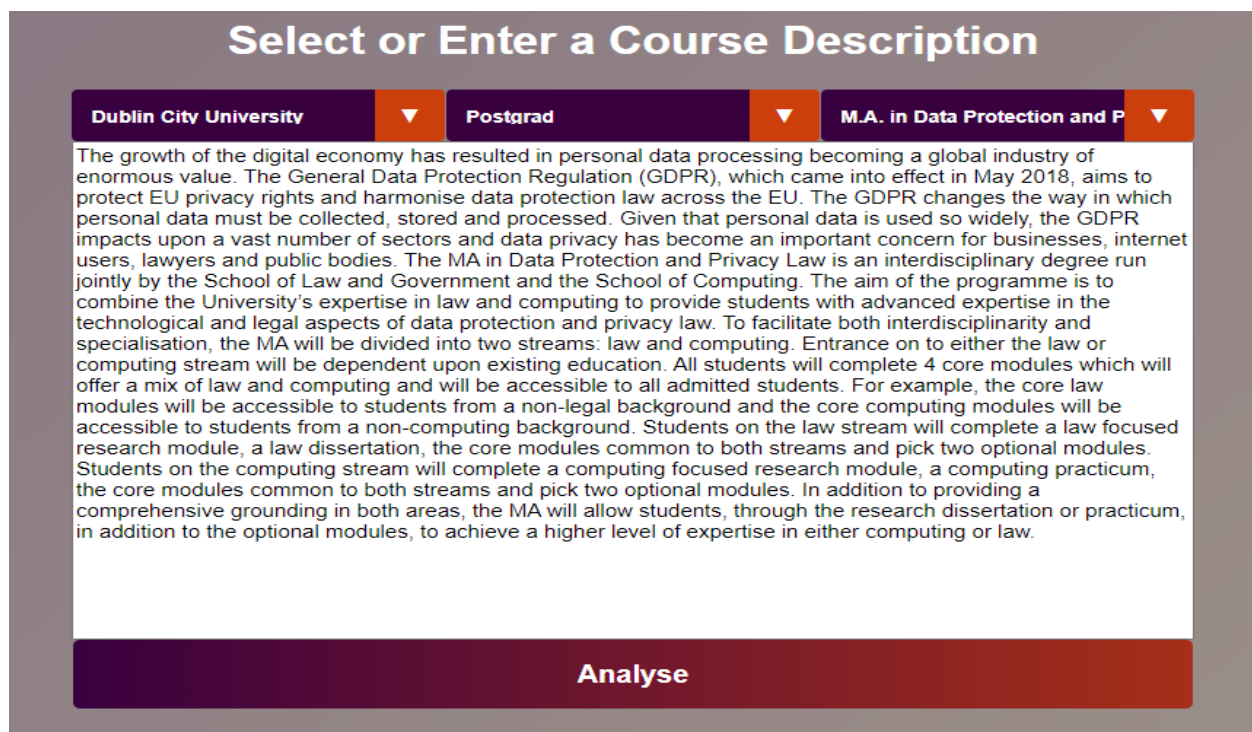 Select or Enter a Course Description
Dublin City University ▼ Postgrad ▼ M.A. in Data Protection and P ▼
The growth of the digital economy has resulted in personal data processing becoming a global industry of
enormous value. The General Data Protection Regulation (GDPR), which came into effect in May 2018, aims to
protect EU privacy rights and harmonise data protection law across the EU. The GDPR changes the way in which
personal data must be collected, stored and processed. Given that personal data is used so widely, the GDPR
impacts upon a vast number of sectors and data privacy has become an important concern for businesses, internet
users, lawyers and public bodies. The MA in Data Protection and Privacy Law is an interdisciplinary degree run
jointly by the School of Law and Government and the School of Computing. The aim of the programme is to
combine the University’s expertise in law and computing to provide students with advanced expertise in the
technological and legal aspects of data protection and privacy law. To facilitate both interdisciplinarity and
specialisation, the MA will be divided into two streams: law and computing. Entrance on to either the law or
computing stream will be dependent upon existing education. All students will complete 4 core modules which will
offer a mix of law and computing and will be accessible to all admitted students. For example, the core law
modules will be accessible to students from a non-legal background and the core computing modules will be
accessible to students from a non-computing background. Students on the law stream will complete a law focused
research module, a law dissertation, the core modules common to both streams and pick two optional modules.
Students on the computing stream will complete a computing focused research module, a computing practicum,
the core modules common to both streams and pick two optional modules. In addition to providing a
comprehensive grounding in both areas, the MA will allow students, through the research dissertation or practicum,
in addition to the optional modules, to achieve a higher level of expertise in either computing or law.
Analyse